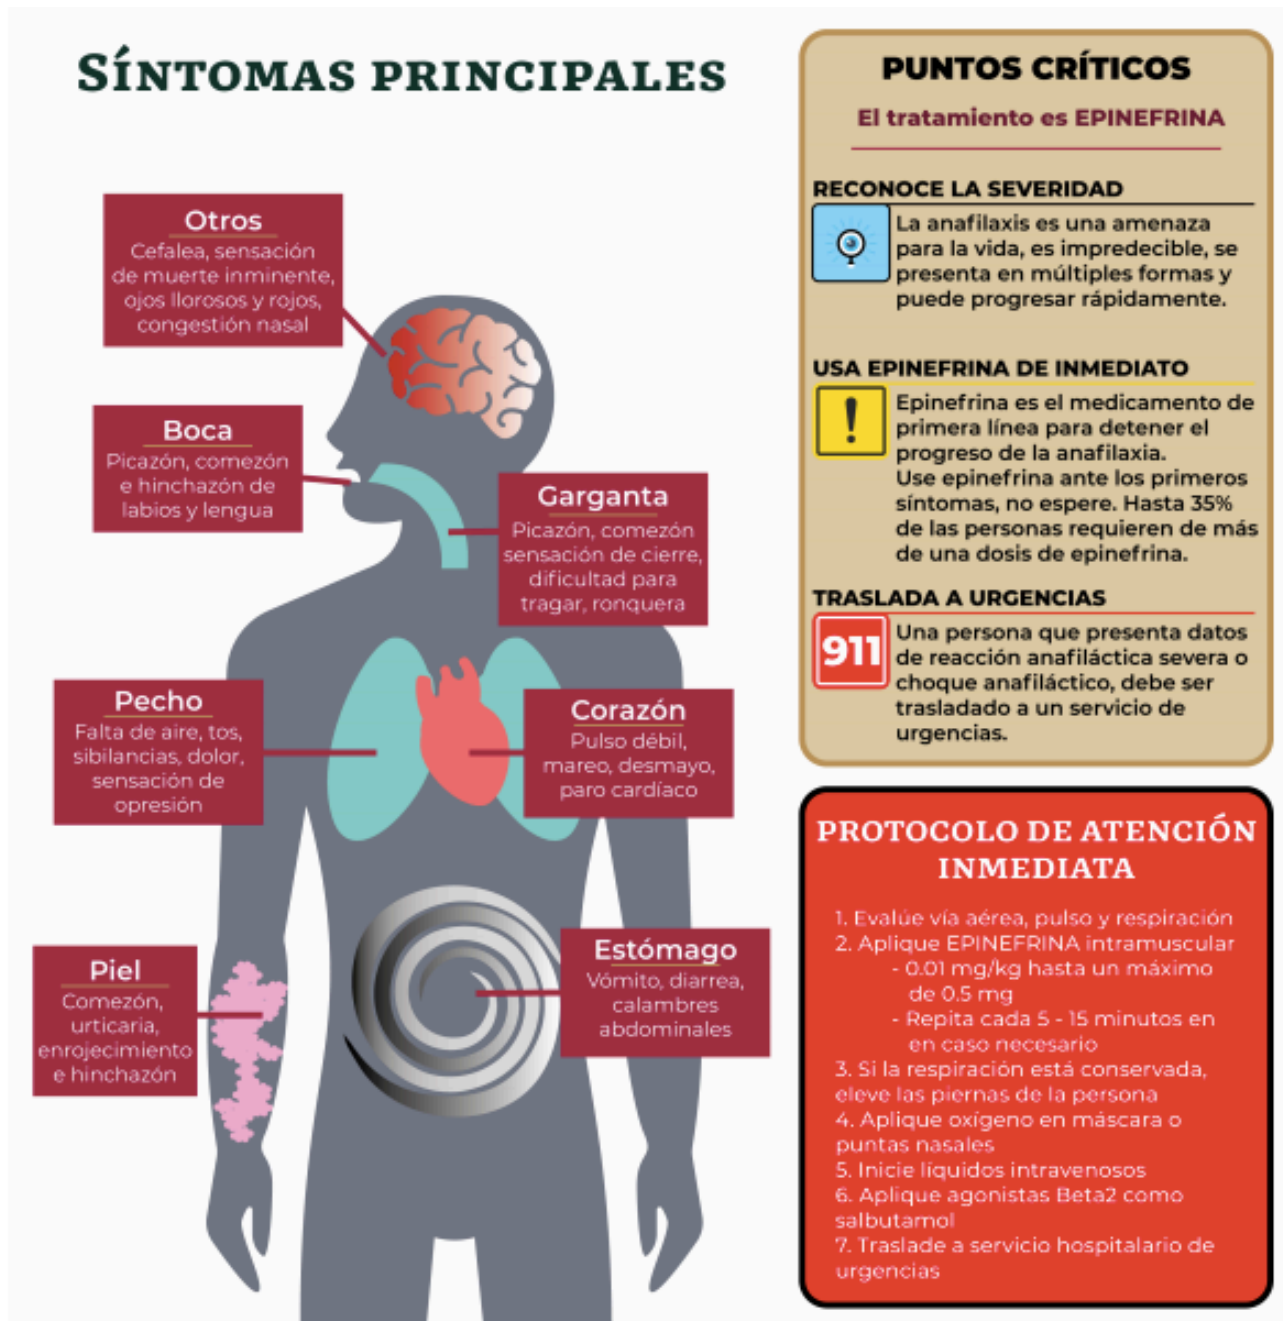 SÍNTOMAS PRINCIPALES
Otros
Cefalea, sensación
de muerte inminente,
ojos llorosos y rojos,
congestión nasal
Boca
Picazón, comezón
e hinchazón de
labios y lengua
Garganta
Picazón, comezón
sensación de cierre,
dificultad para
tragar, ronquera
Pecho
Falta de aire, tos,
sibilancias, dolor,
sensación de
opresión
Corazón
Pulso débil,
mareo, desmayo,
paro cardíaco
Piel
Comezón,
urticaria,
enrojecimiento
e hinchazón
Estómago
Vómito, diarrea,
calambres
abdominales
PUNTOS CRÍTICOS
El tratamiento es EPINEFRINA
RECONOCE LA SEVERIDAD
La anafilaxis es una amenaza
para la vida, es impredecible, se
presenta en múltiples formas y
puede progresar rápidamente.
USA EPINEFRINA DE INMEDIATO
!
Epinefrina es el medicamento de
primera línea para detener el
progreso de la anafilaxia.
Use epinefrina ante los primeros
síntomas, no espere. Hasta 35%
de las personas requieren de más
de una dosis de epinefrina.
TRASLADA A URGENCIAS
911
Una persona que presenta datos
de reacción anafiláctica severa o
choque anafiláctico, debe ser
trasladado a un servicio de
urgencias.
PROTOCOLO DE ATENCIÓN
INMEDIATA
1. Evalúe vía aérea, pulso y respiración
2. Aplique EPINEFRINA intramuscular
- 0.01 mg/kg hasta un máximo
de 0.5 mg
- Repita cada 5 - 15 minutos en
en caso necesario
3. Si la respiración está conservada,
eleve las piernas de la persona
4. Aplique oxígeno en máscara o
puntas nasales
5. Inicie líquidos intravenosos
6. Aplique agonistas Beta2 como
salbutamol
7. Traslade a servicio hospitalario de
urgencias